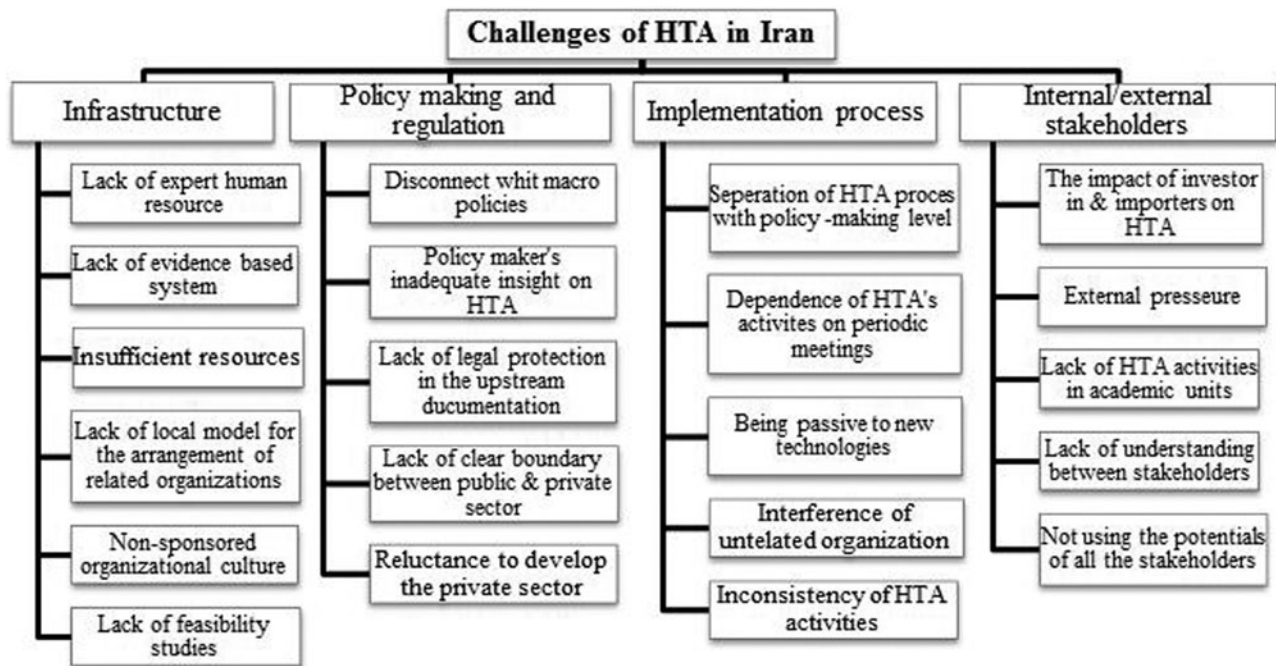 Challenges of HTA in Iran
Infrastructure
Lack of expert human
resource
Lack of evidence based
system
Insufficient resources
Lack of local model for
the arrangement of
related organizations
Non-sponsored
organizational culture
Lack of feasibility
studies
Policy making and
regulation
Disconnect whit macro
policies
Policy maker's
inadequate insight on
HTA
Lack of legal protection
in the upstream
ducumentation
Lack of clear boundary
between public & private
sector
Reluctance to develop
the private sector
Implementation process
Seperation of HTA proces
with policy -making level
Dependence of HTA's
activites on periodic
meetings
Being passive to new
technologies
Interference of
untelated organization
Inconsistency of HTA
activities
Internal/external
stakeholders
The impact of investor
in & importers on
HTA
External presseure
Lack of HTA activities
in academic units
Lack of understanding
between stakeholders
Not using the potentials
of all the stakeholders